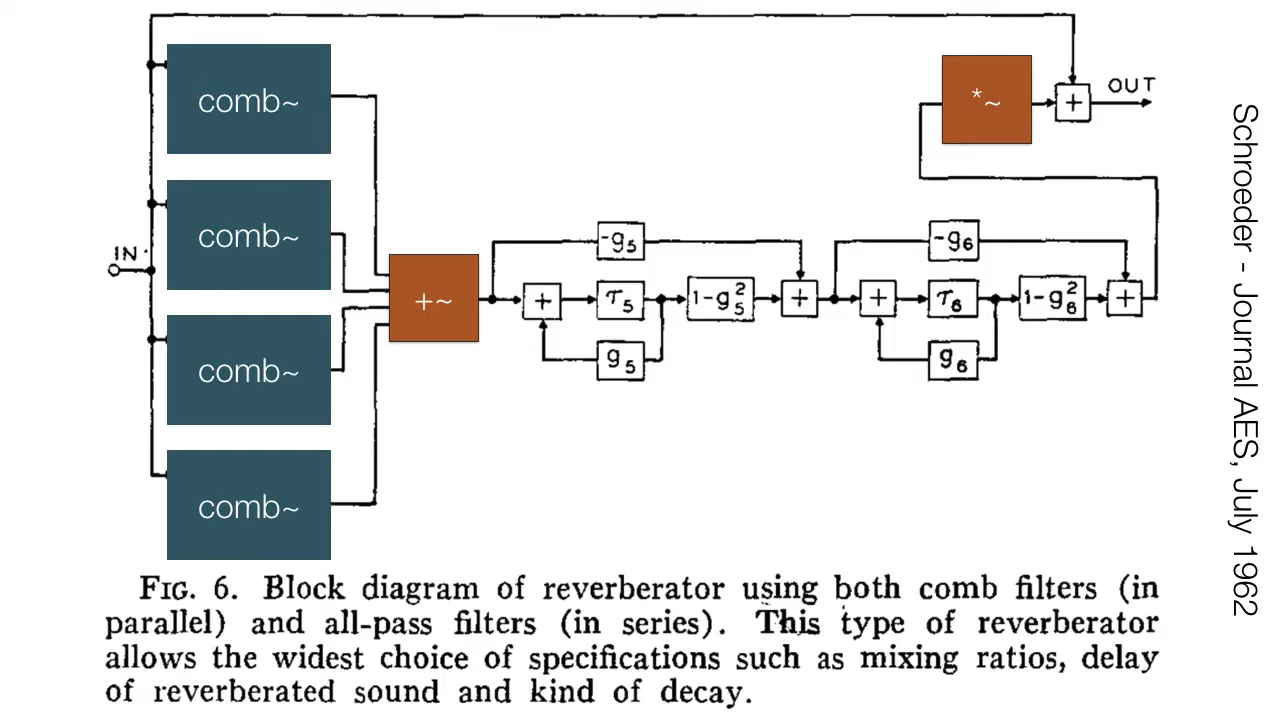 comb~
OUT
*~
+
comb~
IN
-g5
-g6
+~
+
τ5
1-g5²
+
+
τ6
1-g6²
+
g5
g6
comb~
comb~
FIG. 6. Block diagram of reverberator using both comb filters (in
parallel) and all-pass filters (in series). This type of reverberator
allows the widest choice of specifications such as mixing ratios, delay
of reverberated sound and kind of decay.
Schroeder - Journal AES, July 1962